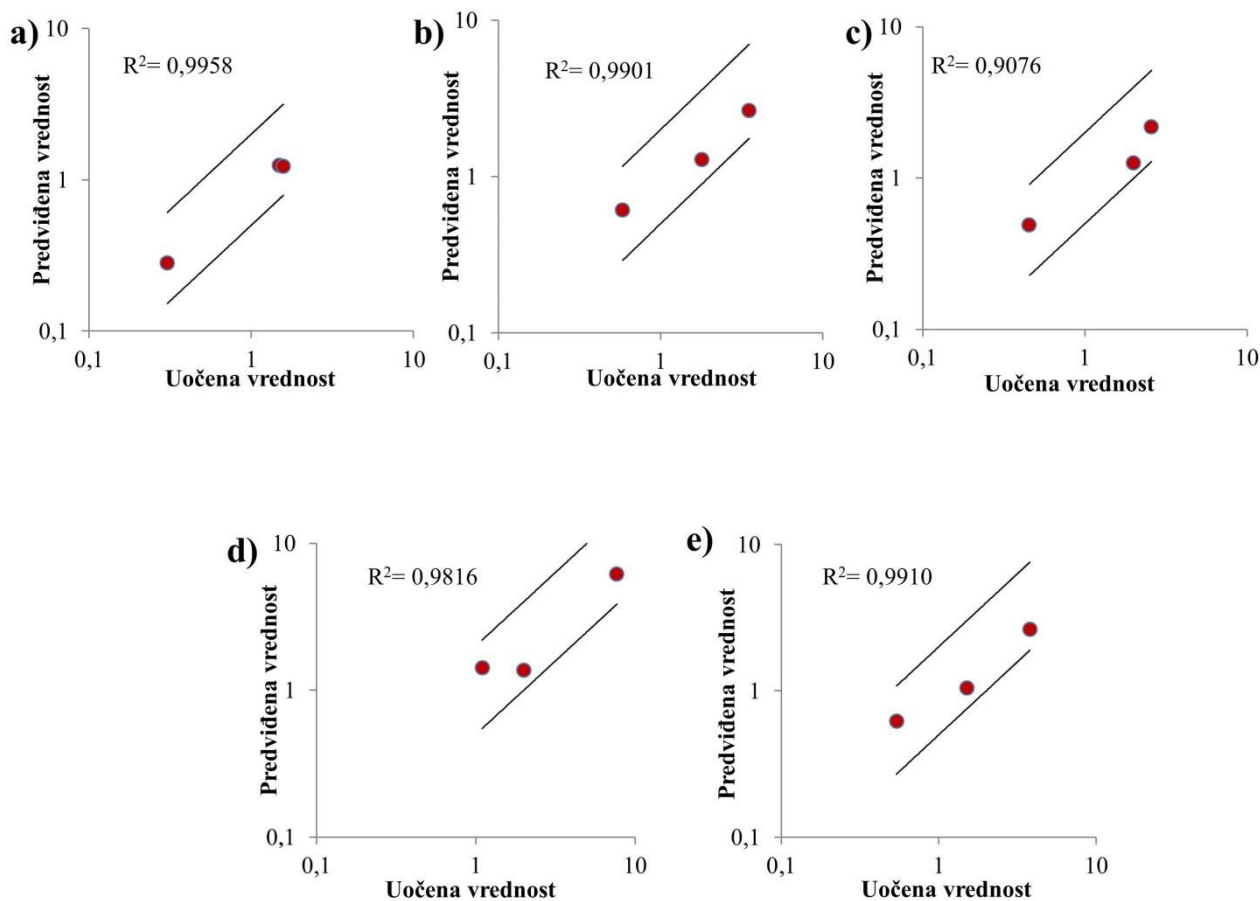 a)
R²= 0,9958
Predviđena vrednost
10
1
0,1
0,1
1
10
Uočena vrednost
b)
R²= 0,9901
Predviđena vrednost
10
1
0,1
0,1
1
10
Uočena vrednost
c)
R²= 0,9076
Predviđena vrednost
10
1
0,1
0,1
1
10
Uočena vrednost
d)
R²= 0,9816
Predviđena vrednost
10
1
0,1
0,1
1
10
Uočena vrednost
e)
R²= 0,9910
Predviđena vrednost
10
1
0,1
0,1
1
10
Uočena vrednost